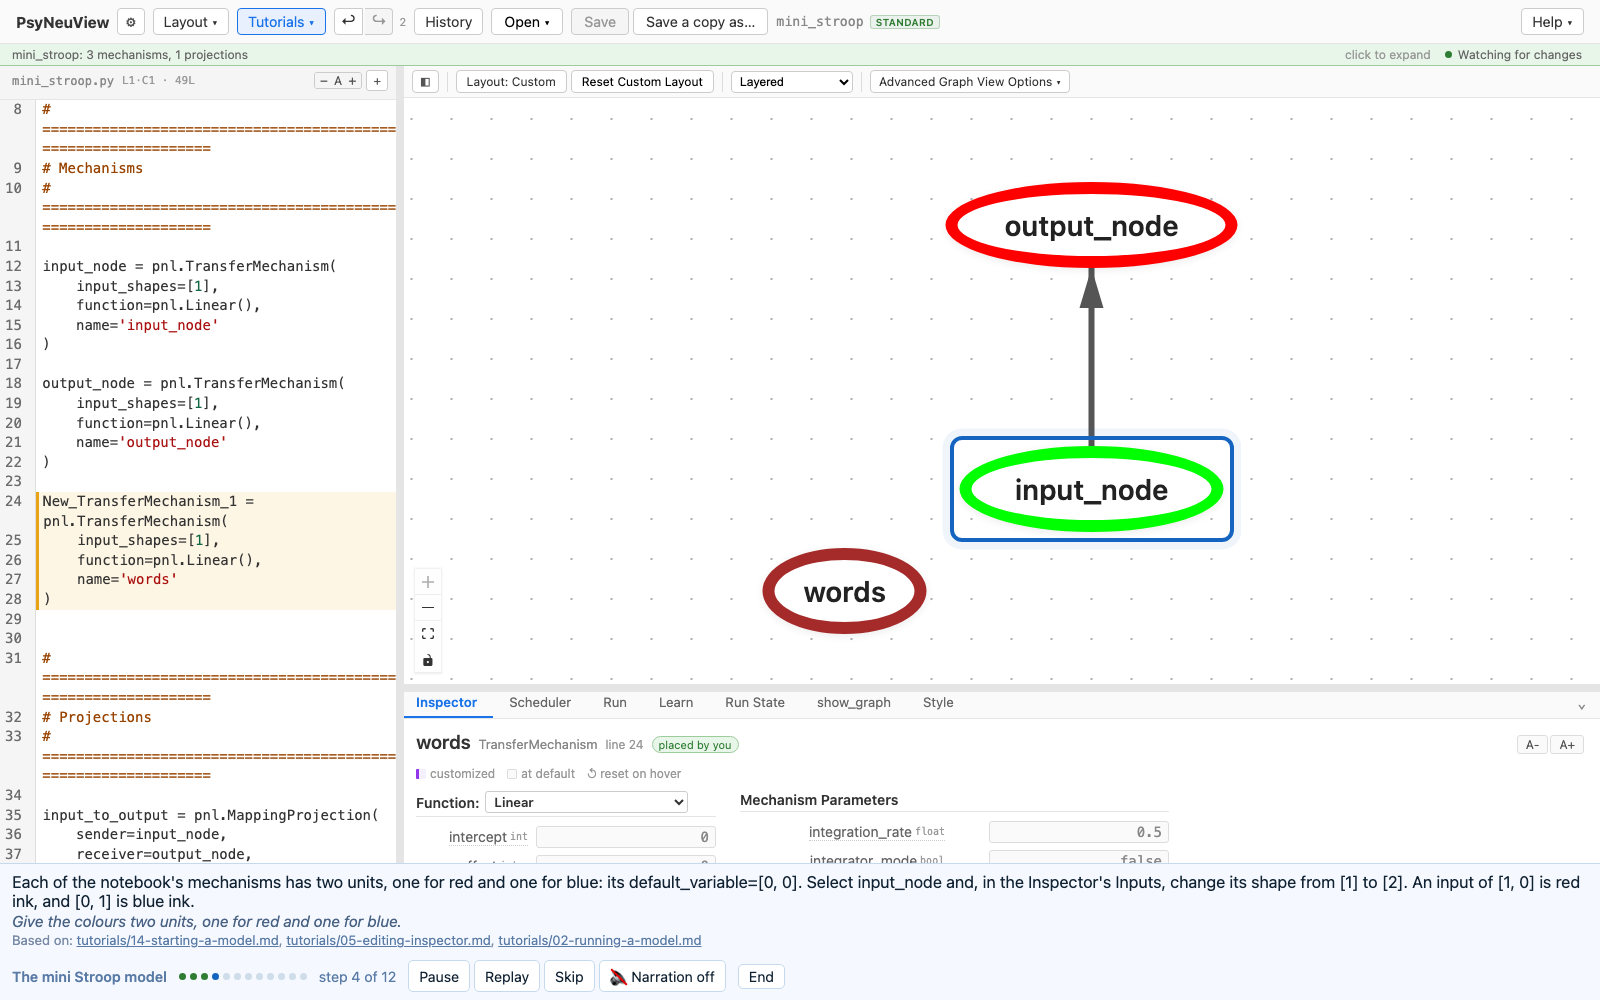 PsyNeuView Layout ▾ Tutorials ▾ 2 History Open ▾ Save Save a copy as... mini_stroop STANDARD Help ▾
mini_stroop: 3 mechanisms, 1 projections click to expand Watching for changes
mini_stroop.py L1:C1 · 49L − A + +
Layout: Custom Reset Custom Layout Layered Advanced Graph View Options ▾
8 #
==========================================
====================
9 # Mechanisms
10 #
==========================================
====================
11
12 input_node = pnl.TransferMechanism(
13 input_shapes=[1],
14 function=pnl.Linear(),
15 name='input_node'
16 )
17
18 output_node = pnl.TransferMechanism(
19 input_shapes=[1],
20 function=pnl.Linear(),
21 name='output_node'
22 )
23
24 New_TransferMechanism_1 =
pnl.TransferMechanism(
25 input_shapes=[1],
26 function=pnl.Linear(),
27 name='words'
28 )
29
30
31 #
==========================================
====================
32 # Projections
33 #
==========================================
====================
34
35 input_to_output = pnl.MappingProjection(
36 sender=input_node,
37 receiver=output_node,
output_node
input_node
words
Inspector Scheduler Run Learn Run State show_graph Style
words TransferMechanism line 24 placed by you A- A+
customized at default reset on hover
Function: Linear
Mechanism Parameters
intercept int 0
integration_rate float 0.5
integrator_mode bool false
Each of the notebook's mechanisms has two units, one for red and one for blue: its default_variable=[0, 0]. Select input_node and, in the Inspector's Inputs, change its shape from [1] to [2]. An input of [1, 0] is red
ink, and [0, 1] is blue ink.
Give the colours two units, one for red and one for blue.
Based on: tutorials/14-starting-a-model.md, tutorials/05-editing-inspector.md, tutorials/02-running-a-model.md
The mini Stroop model step 4 of 12 Pause Replay Skip Narration off End